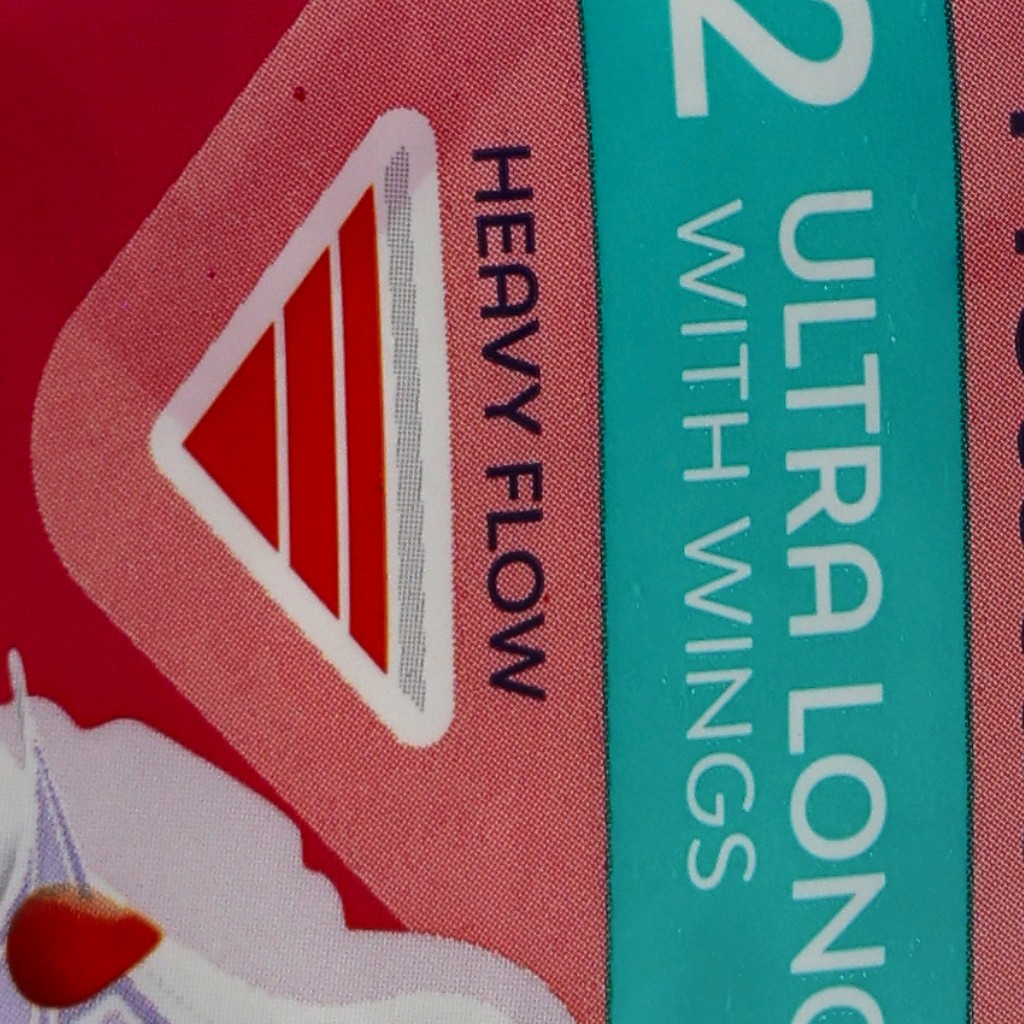 2 ULTRA LONG
WITH WINGS
HEAVY FLOW